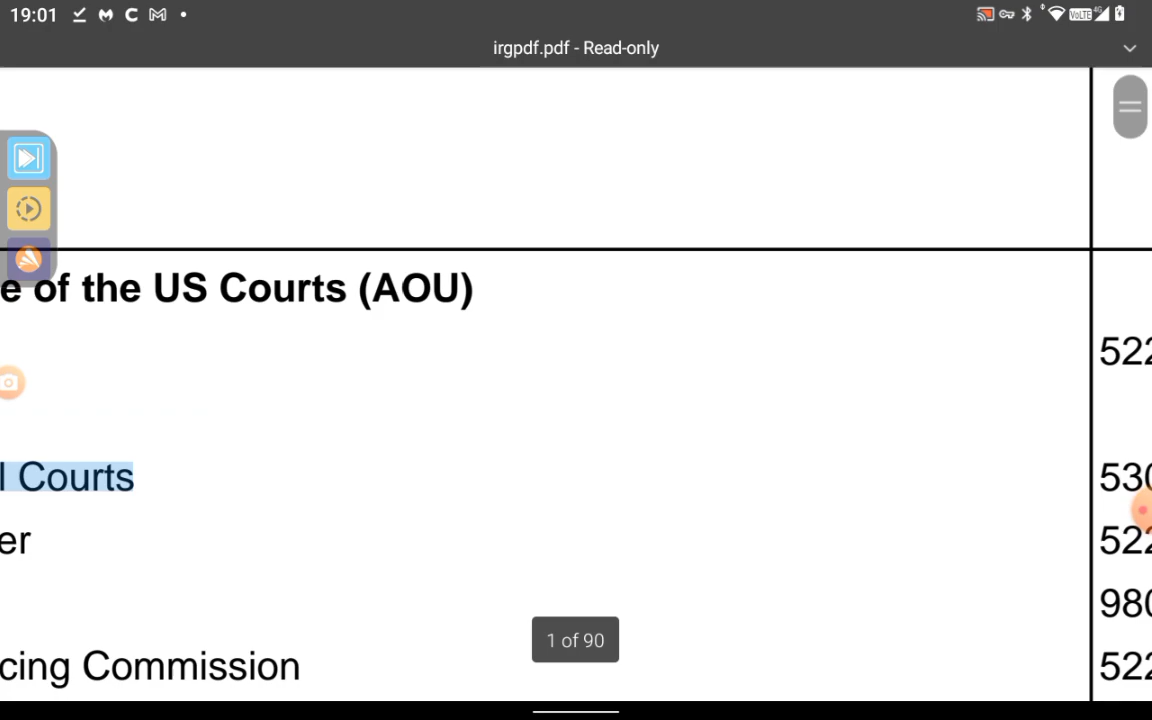 19:01
irgpdf.pdf - Read-only
e of the US Courts (AOU)
522
l Courts 530
er 522
980
1 of 90
cing Commission 522